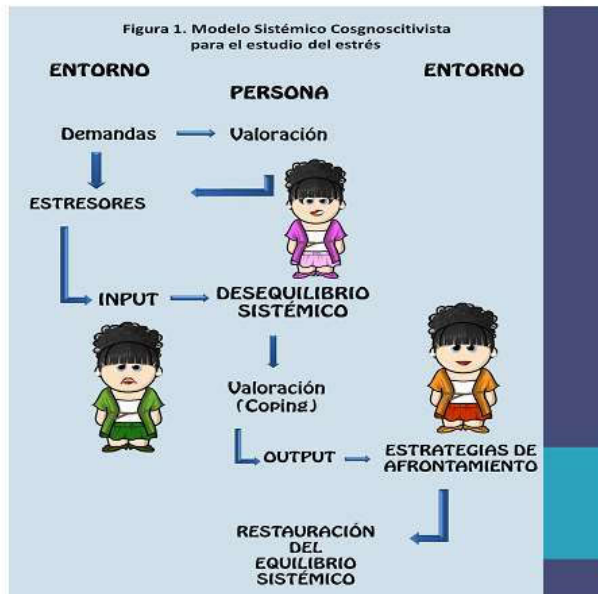 Figura 1. Modelo Sistémico Cosgnoscitivista
para el estudio del estrés
ENTORNO
ENTORNO
PERSONA
Demandas
Valoración
ESTRESORES
INPUT
DESEQUILIBRIO
SISTÉMICO
Valoración
(Coping)
OUTPUT
ESTRATEGIAS DE
AFRONTAMIENTO
RESTAURACIÓN
DEL
EQUILIBRIO
SISTÉMICO